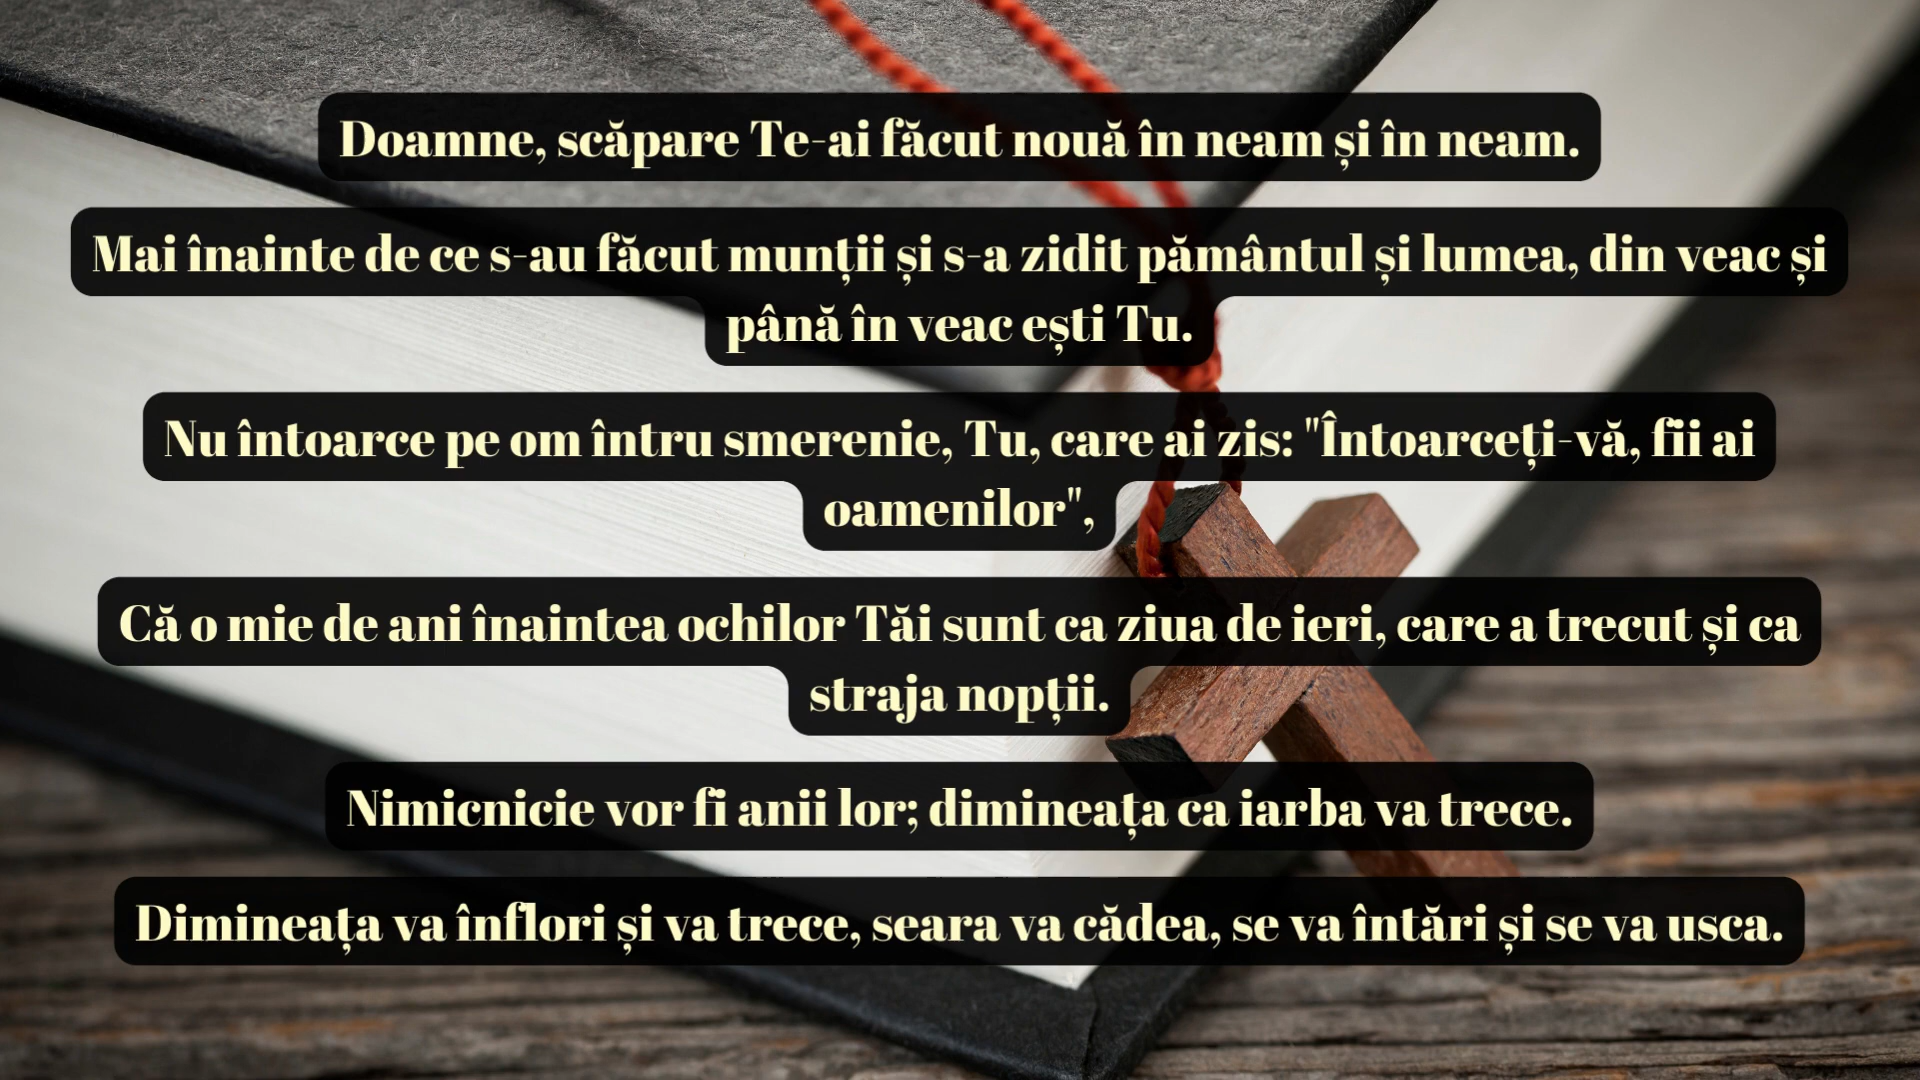 Doamne, scăpare Te-ai făcut nouă în neam și în neam.
Mai înainte de ce s-au făcut munții și s-a zidit pământul și lumea, din veac și
până în veac ești Tu.
Nu întoarce pe om întru smerenie, Tu, care ai zis: "Întoarceți-vă, fii ai
oamenilor",
Că o mie de ani înaintea ochilor Tăi sunt ca ziua de ieri, care a trecut și ca
straja nopții.
Nimicnicie vor fi anii lor; dimineața ca iarba va trece.
Dimineața va înflori și va trece, seara va cădea, se va întări și se va usca.